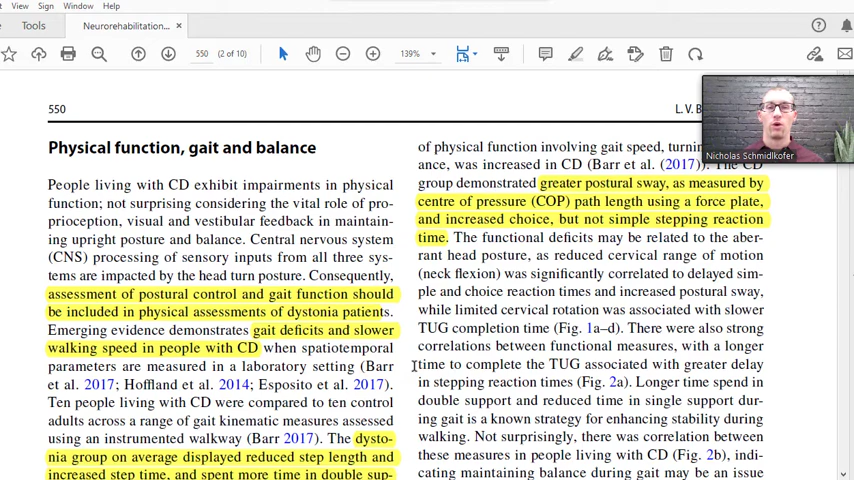 View Sign Window Help
Tools Neurorehabilitation... ×
550 (2 of 10) 139%
550
L. V. B
Nicholas Schmidlkofer
Physical function, gait and balance
People living with CD exhibit impairments in physical
function; not surprising considering the vital role of pro-
prioception, visual and vestibular feedback in maintain-
ing upright posture and balance. Central nervous system
(CNS) processing of sensory inputs from all three sys-
tems are impacted by the head turn posture. Consequently,
assessment of postural control and gait function should
be included in physical assessments of dystonia patients.
Emerging evidence demonstrates gait deficits and slower
walking speed in people with CD when spatiotemporal
parameters are measured in a laboratory setting (Barr
et al. 2017; Hoffland et al. 2014; Esposito et al. 2017).
Ten people living with CD were compared to ten control
adults across a range of gait kinematic measures assessed
using an instrumented walkway (Barr 2017). The dysto-
nia group on average displayed reduced step length and
increased step time, and spent more time in double sup-
of physical function involving gait speed, turnin
ance, was increased in CD (Barr et al. (2017)). The CD
group demonstrated greater postural sway, as measured by
centre of pressure (COP) path length using a force plate,
and increased choice, but not simple stepping reaction
time. The functional deficits may be related to the aber-
rant head posture, as reduced cervical range of motion
(neck flexion) was significantly correlated to delayed sim-
ple and choice reaction times and increased postural sway,
while limited cervical rotation was associated with slower
TUG completion time (Fig. 1a–d). There were also strong
correlations between functional measures, with a longer
time to complete the TUG associated with greater delay
in stepping reaction times (Fig. 2a). Longer time spend in
double support and reduced time in single support dur-
ing gait is a known strategy for enhancing stability during
walking. Not surprisingly, there was correlation between
these measures in people living with CD (Fig. 2b), indi-
cating maintaining balance during gait may be an issue